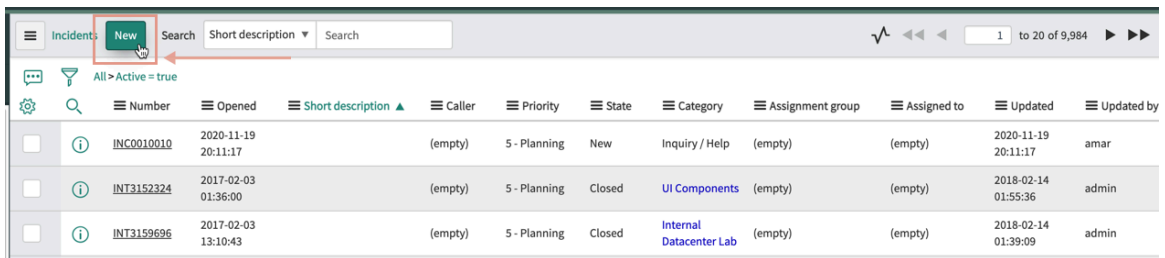 Incidents New Search Short description ▼ Search 1 to 20 of 9,984
All > Active = true
Number Opened Short description ▲ Caller Priority State Category Assignment group Assigned to Updated Updated by
INC0010010 2020-11-19 20:11:17 (empty) 5 - Planning New Inquiry / Help (empty) (empty) 2020-11-19 20:11:17 amar
INT3152324 2017-02-03 01:36:00 (empty) 5 - Planning Closed UI Components (empty) (empty) 2018-02-14 01:55:36 admin
INT3159696 2017-02-03 13:10:43 (empty) 5 - Planning Closed Internal Datacenter Lab (empty) (empty) 2018-02-14 01:39:09 admin